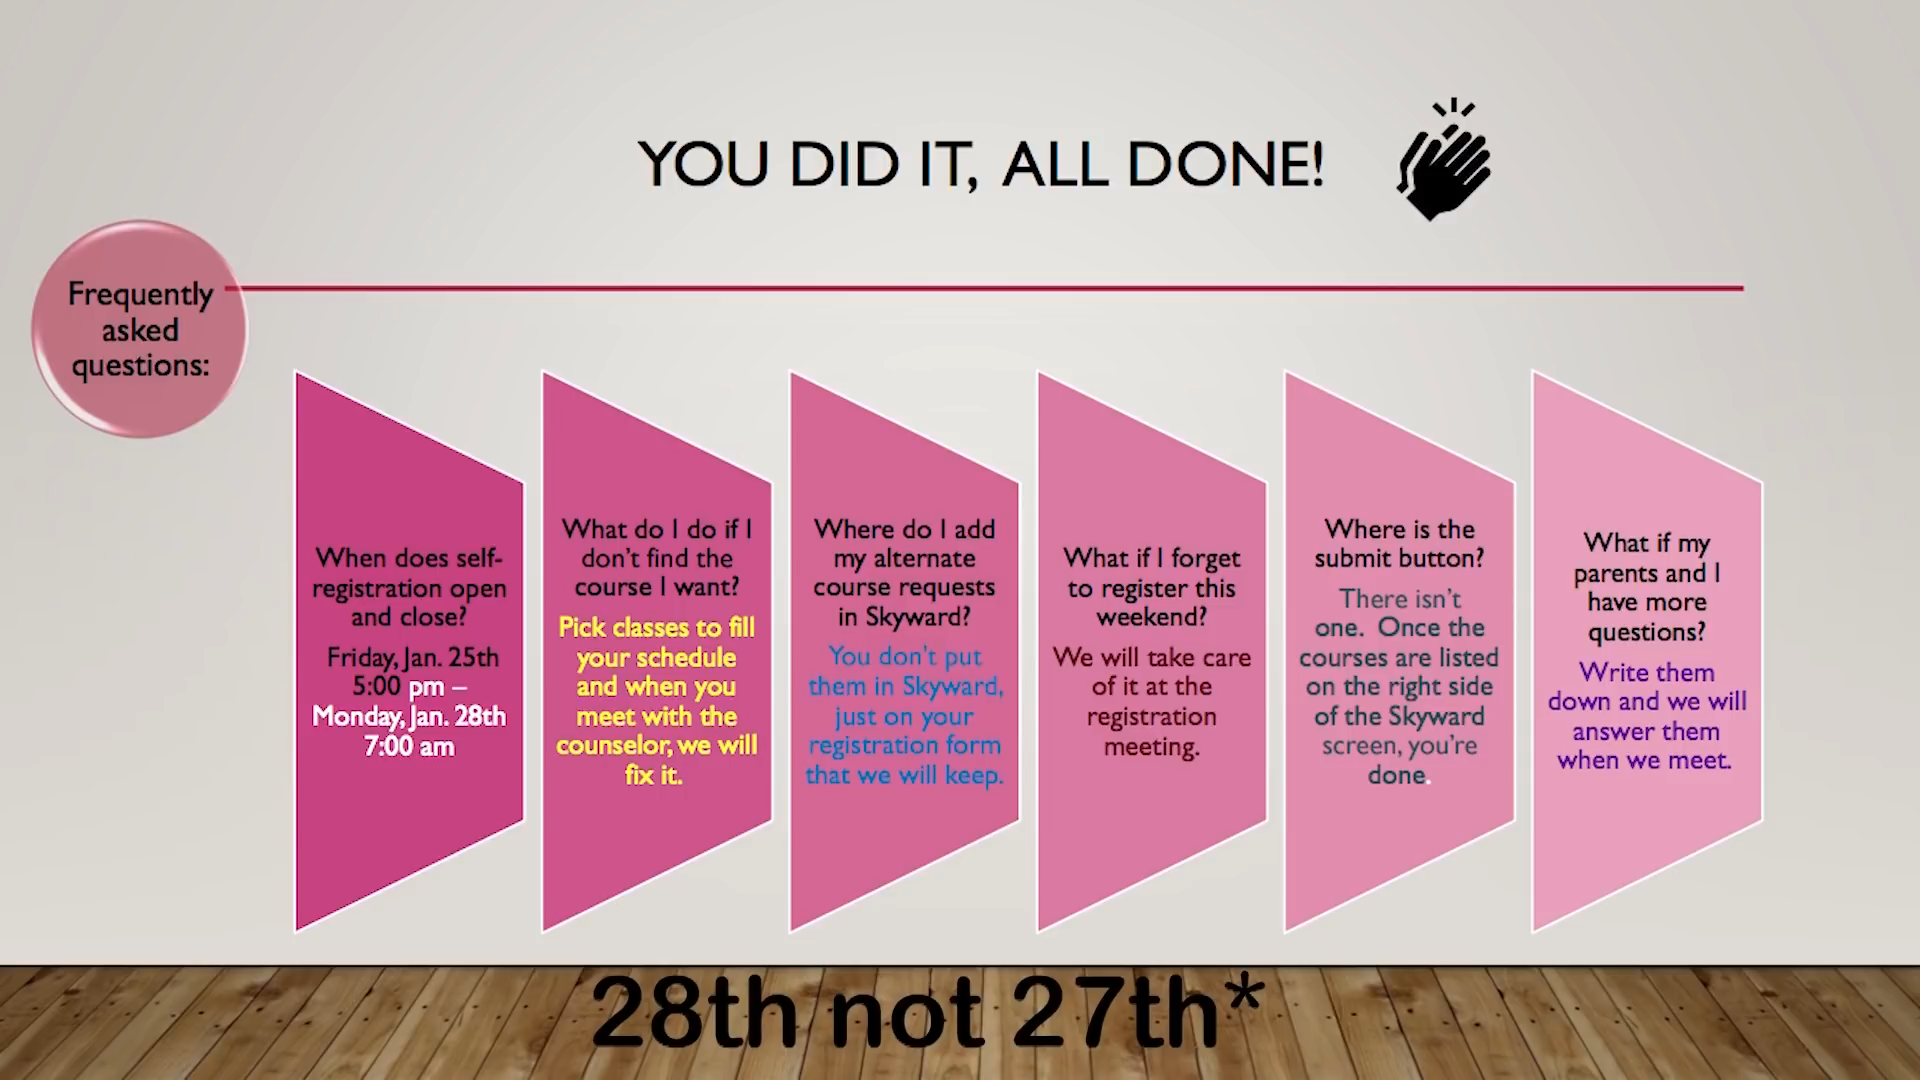 YOU DID IT, ALL DONE!
Frequently
asked
questions:
When does self-
registration open
and close?
Friday, Jan. 25th
5:00 pm –
Monday, Jan. 28th
7:00 am
What do I do if I
don't find the
course I want?
Pick classes to fill
your schedule
and when you
meet with the
counselor, we will
fix it.
Where do I add
my alternate
course requests
in Skyward?
You don't put
them in Skyward,
just on your
registration form
that we will keep.
What if I forget
to register this
weekend?
We will take care
of it at the
registration
meeting.
Where is the
submit button?
There isn't
one. Once the
courses are listed
on the right side
of the Skyward
screen, you're
done.
What if my
parents and I
have more
questions?
Write them
down and we will
answer them
when we meet.
28th not 27th*